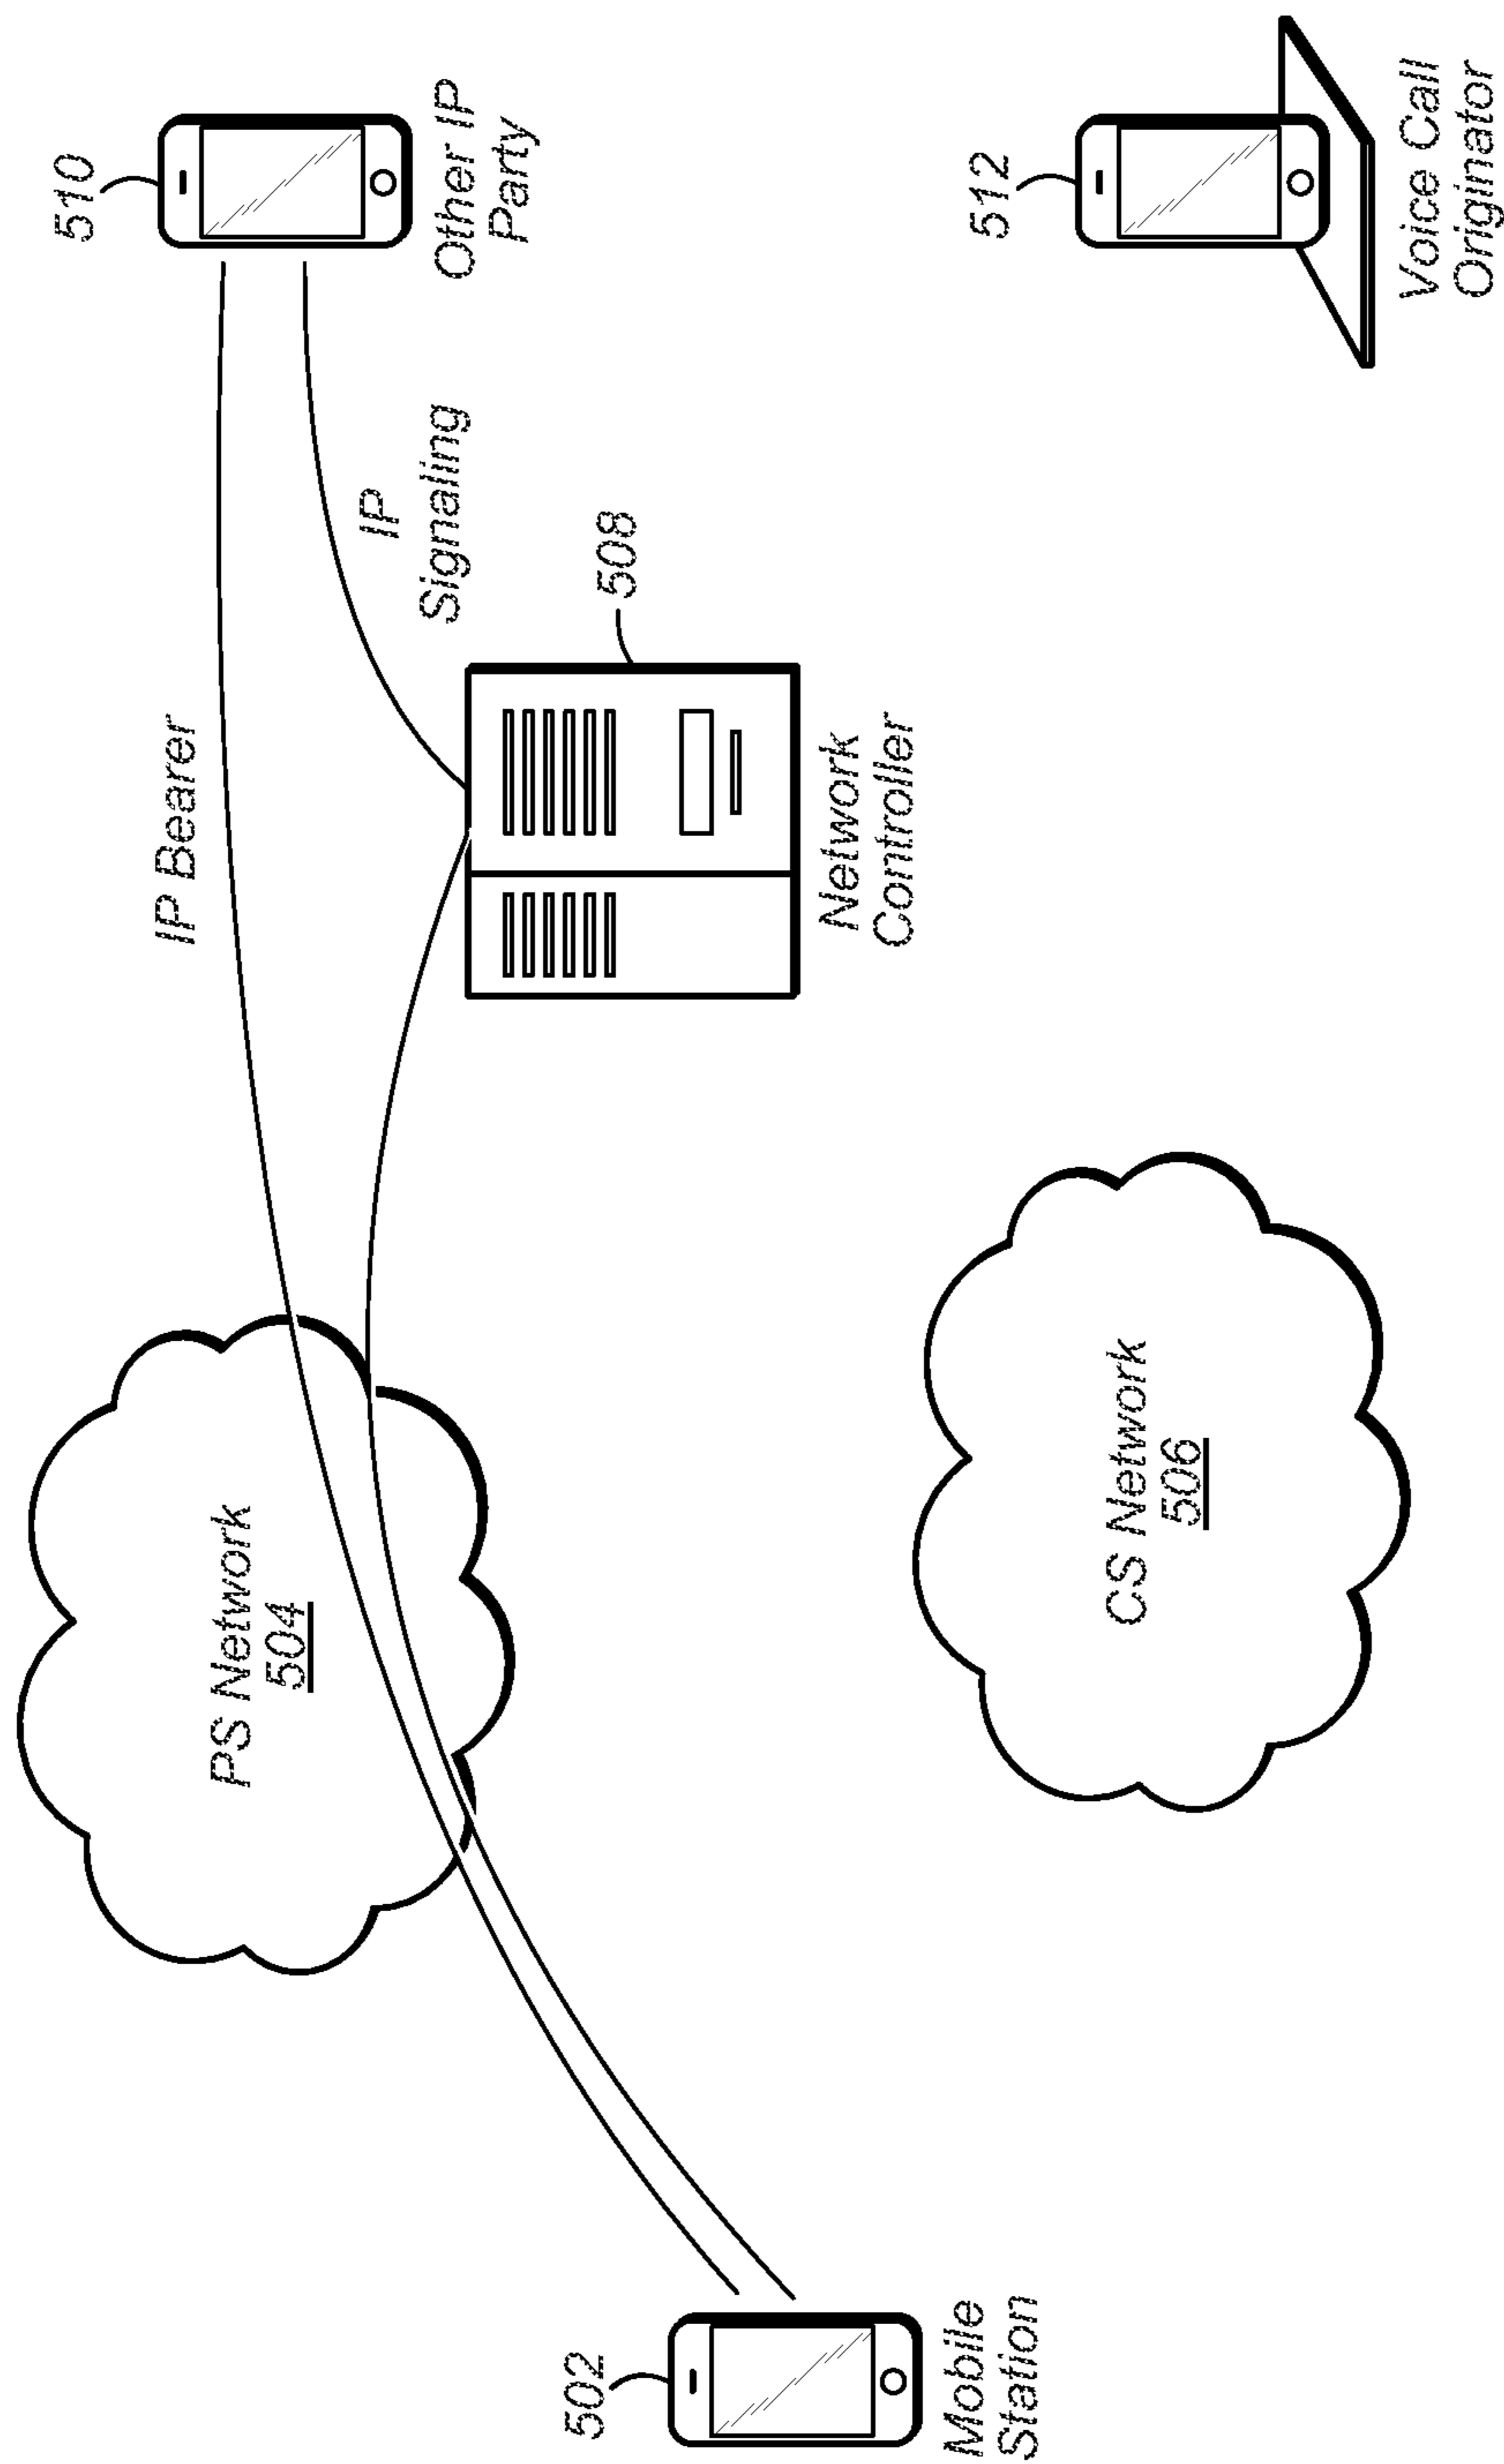 510
Other IP
Party
IP Bearer
IP
Signaling
508
Network
Controller
PS Network
504
502
Mobile
Station
CS Network
506
512
Voice Call
Originator